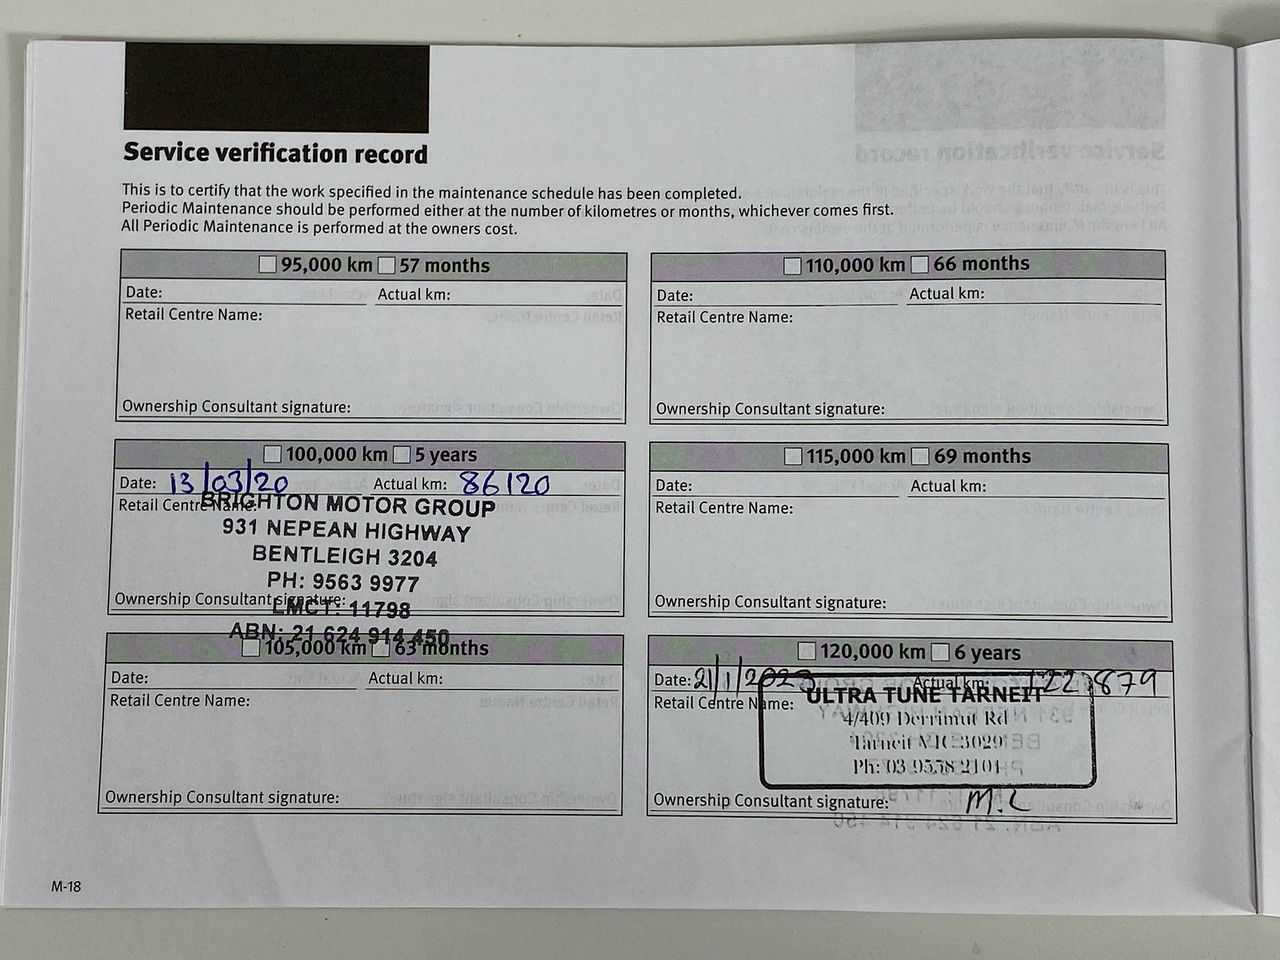 Service verification record
This is to certify that the work specified in the maintenance schedule has been completed.
Periodic Maintenance should be performed either at the number of kilometres or months, whichever comes first.
All Periodic Maintenance is performed at the owners cost.
95,000 km 57 months
Date: Actual km:
Retail Centre Name:
Ownership Consultant signature:
100,000 km 5 years
Date: 13/03/20 Actual km: 86120
Retail Centre Name:
BRIGHTON MOTOR GROUP
931 NEPEAN HIGHWAY
BENTLEIGH 3204
PH: 9563 9977
Ownership Consultant signature:
LMCT: 11798
ABN: 21 624 914 450
105,000 km 63 months
Date: Actual km:
Retail Centre Name:
Ownership Consultant signature:
110,000 km 66 months
Date: Actual km:
Retail Centre Name:
Ownership Consultant signature:
115,000 km 69 months
Date: Actual km:
Retail Centre Name:
Ownership Consultant signature:
120,000 km 6 years
Date: 21/1/2023 Actual km: 122879
Retail Centre Name:
ULTRA TUNE TARNEIT
4/409 Derrimut Rd
Tarneit VIC 3029
Ph: 03 9558 2101
Ownership Consultant signature: M.L
M-18